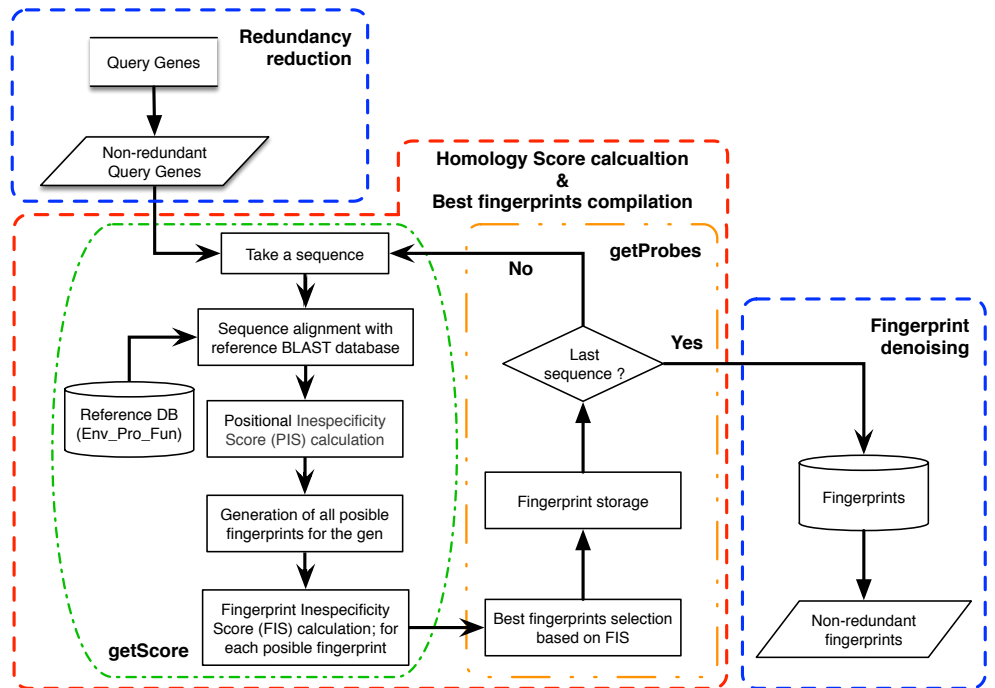 Redundancy
reduction
Query Genes
Non-redundant
Query Genes
Homology Score calcualtion
&
Best fingerprints compilation
getProbes
Take a sequence
No
Sequence alignment with
reference BLAST database
Reference DB
(Env_Pro_Fun)
Positional Inespecificity
Score (PIS) calculation
Generation of all posible
fingerprints for the gen
Fingerprint Inespecificity
Score (FIS) calculation; for
each posible fingerprint
getScore
Best fingerprints selection
based on FIS
Fingerprint storage
Last
sequence ?
Yes
Fingerprint
denoising
Fingerprints
Non-redundant
fingerprints